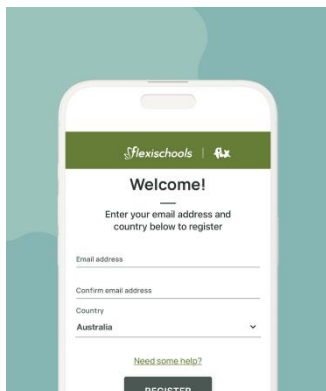 flexischools | flx
Welcome!
Enter your email address and
country below to register
Email address
Confirm email address
Country
Australia
Need some help?
REGISTER